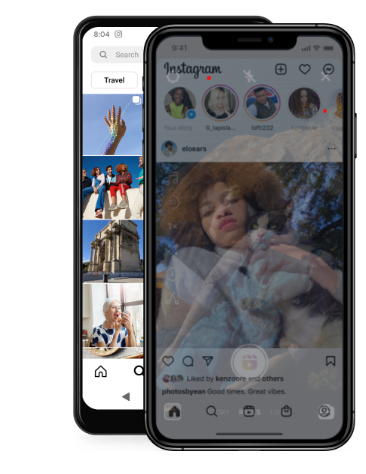 8:04
Search
Travel
9:41
Instagram
Your story
lofti232
eloears
Liked by kenzoere and others
photosbyean Good times. Great vibes.